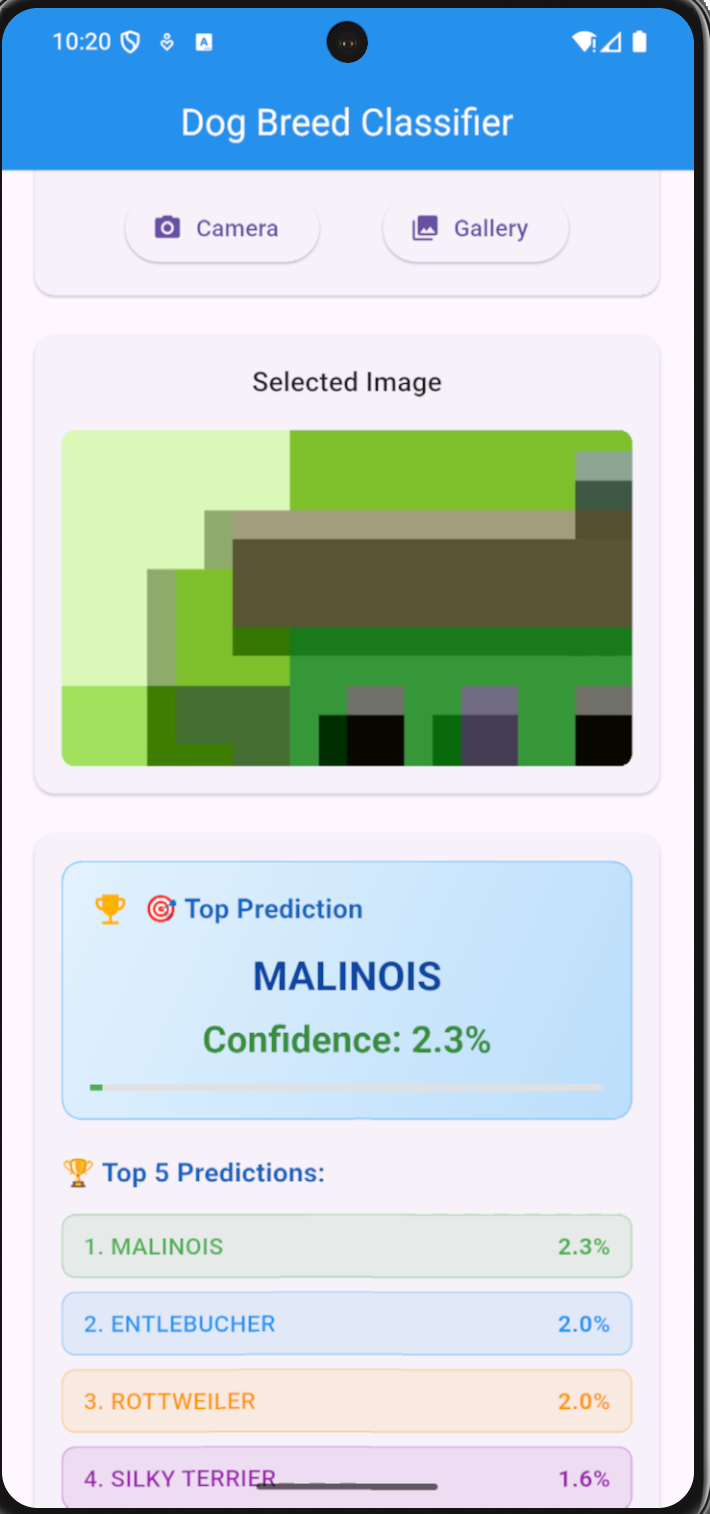 10:20
A
Dog Breed Classifier
Camera
Gallery
Selected Image
Top Prediction
MALINOIS
Confidence: 2.3%
Top 5 Predictions:
1. MALINOIS 2.3%
2. ENTLEBUCHER 2.0%
3. ROTTWEILER 2.0%
4. SILKY TERRIER 1.6%